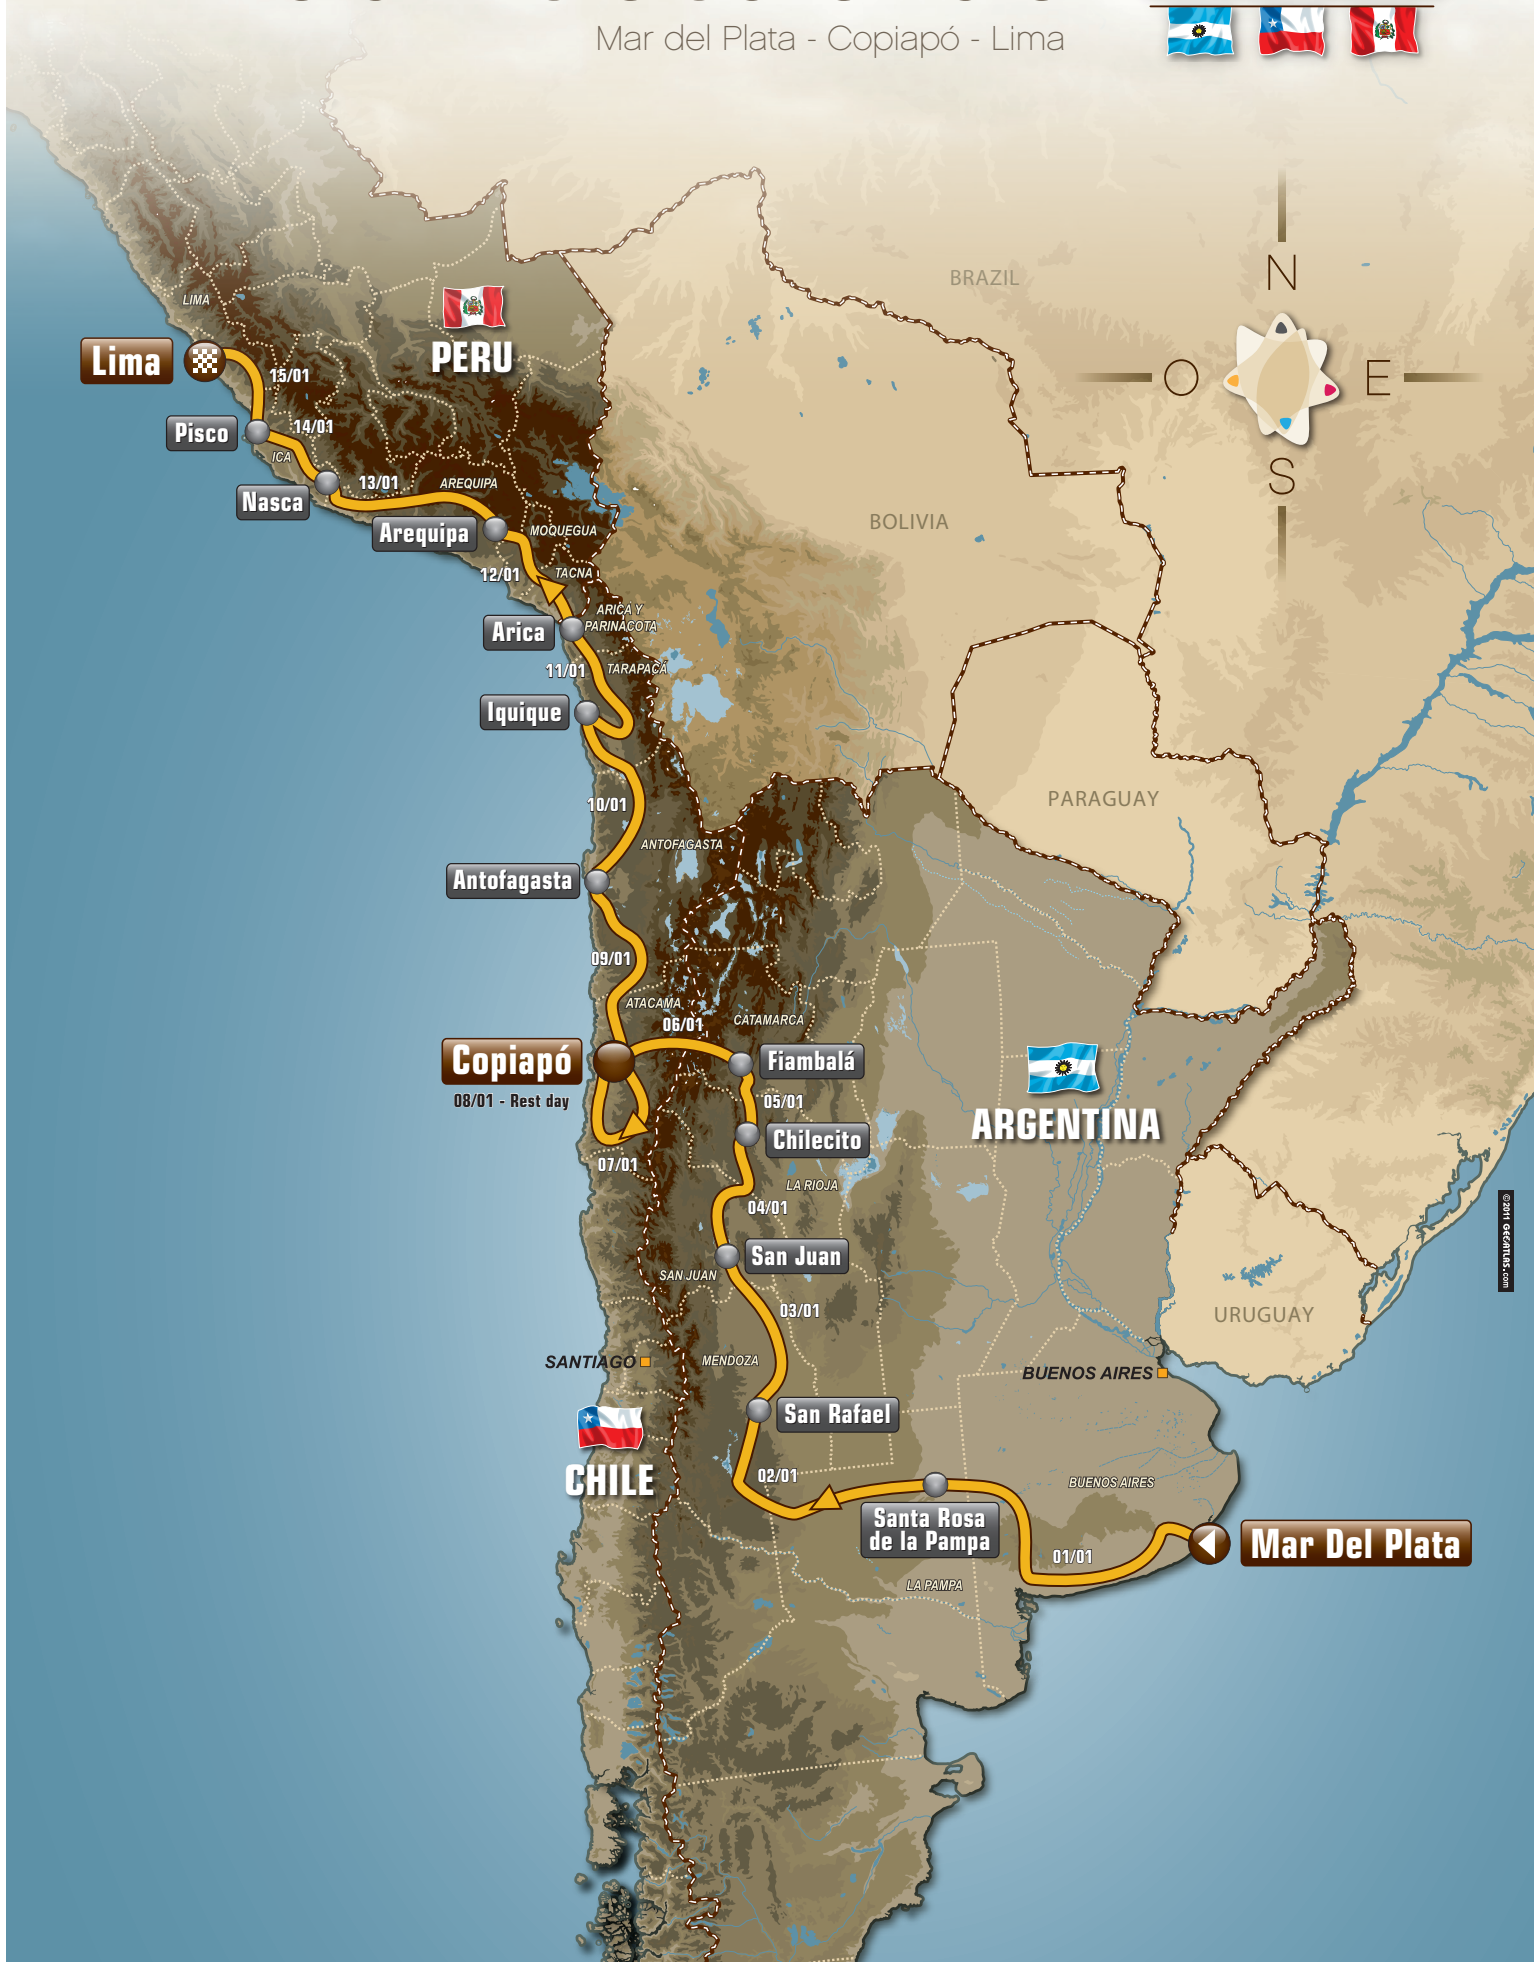 Mar del Plata - Copiapó - Lima
N
O
E
S
BRAZIL
LIMA
PERU
Lima
15/01
Pisco
14/01
ICA
Nasca
13/01
AREQUIPA
Arequipa
MOQUEGUA
BOLIVIA
12/01
TACNA
ARICA Y
PARINACOTA
Arica
11/01
TARAPACÁ
Iquique
10/01
PARAGUAY
ANTOFAGASTA
Antofagasta
09/01
ATACAMA
06/01
CATAMARCA
Copiapó
08/01 - Rest day
Fiambalá
05/01
ARGENTINA
Chilecito
07/01
LA RIOJA
04/01
San Juan
SAN JUAN
03/01
URUGUAY
©2011 GEOATLAS.com
SANTIAGO
MENDOZA
BUENOS AIRES
San Rafael
CHILE
02/01
BUENOS AIRES
Santa Rosa
de la Pampa
01/01
Mar Del Plata
LA PAMPA